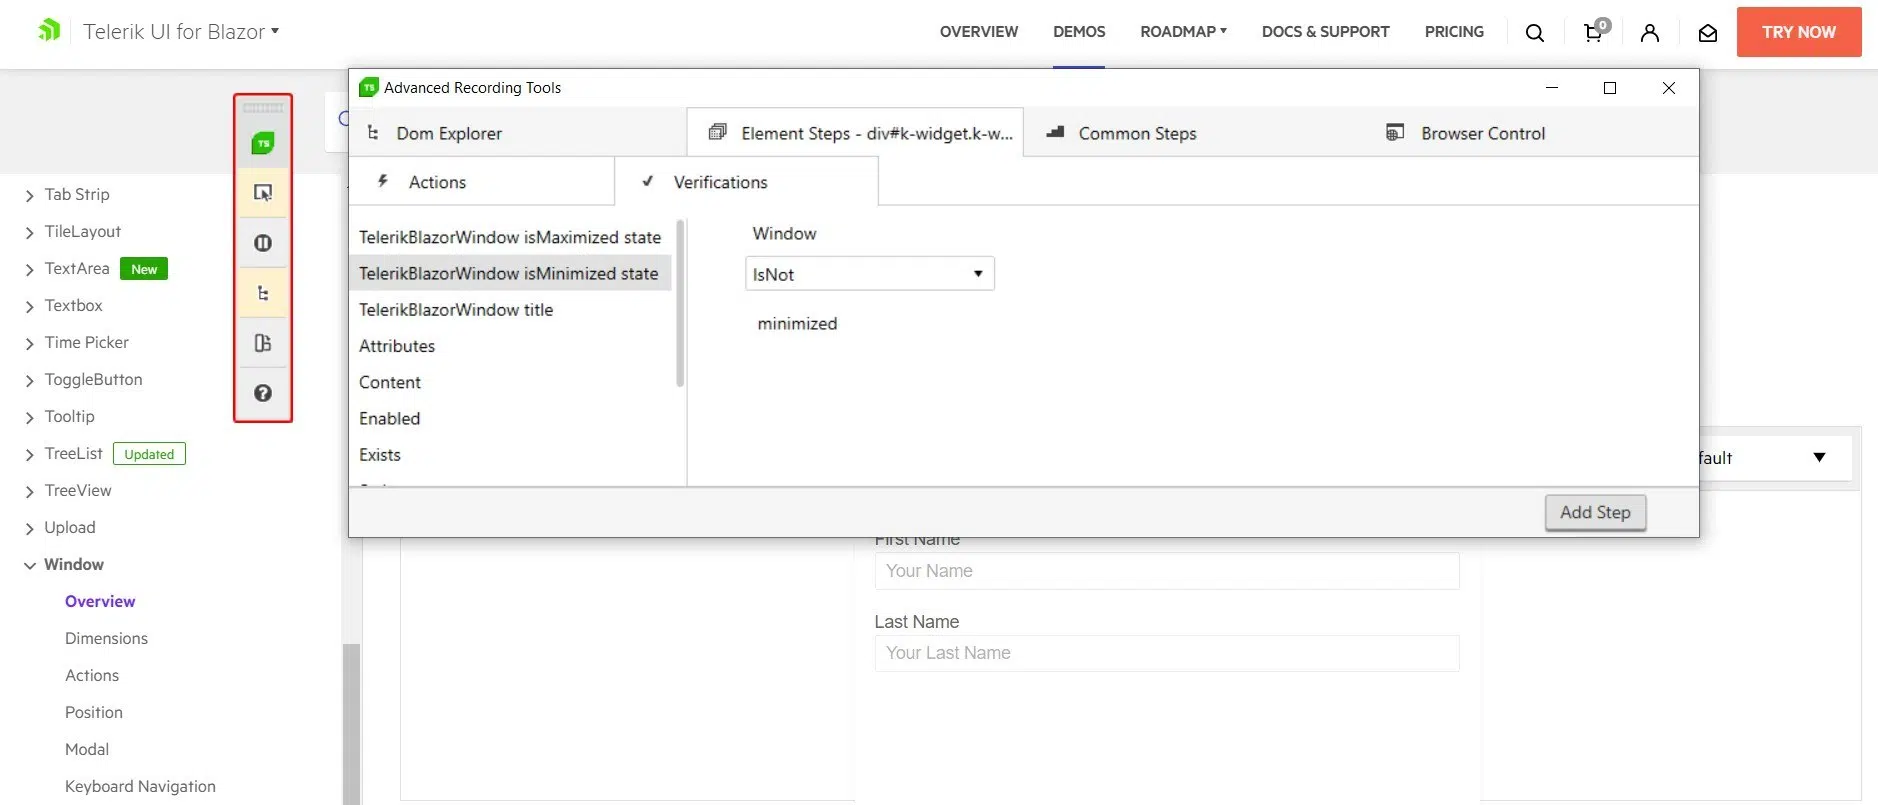 Telerik UI for Blazor
OVERVIEW
DEMOS
ROADMAP
DOCS & SUPPORT
PRICING
0
TRY NOW
TS
Advanced Recording Tools
Dom Explorer
Element Steps - div#k-widget.k-w...
Common Steps
Browser Control
Actions
Verifications
TelerikBlazorWindow isMaximized state
TelerikBlazorWindow isMinimized state
TelerikBlazorWindow title
Attributes
Content
Enabled
Exists
Window
IsNot
minimized
Add Step
TS
Tab Strip
TileLayout
TextArea New
Textbox
Time Picker
ToggleButton
Tooltip
TreeList Updated
TreeView
Upload
Window
Overview
Dimensions
Actions
Position
Modal
Keyboard Navigation
fault
First Name
Your Name
Last Name
Your Last Name